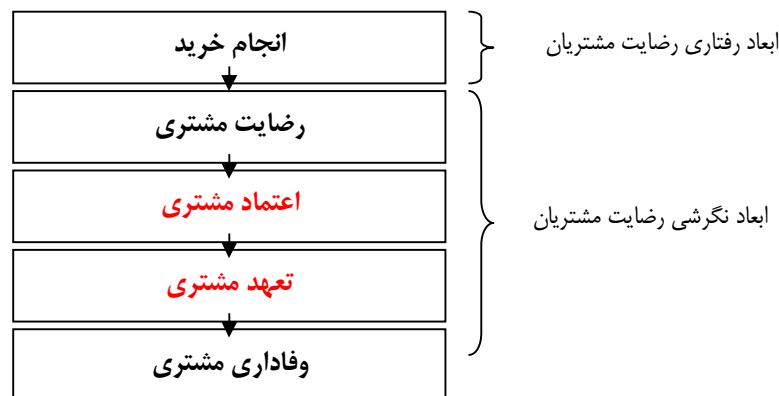 انجام خرید
ابعاد رفتاری رضایت مشتریان
رضایت مشتری
اعتماد مشتری
ابعاد نگرشی رضایت مشتریان
تعهد مشتری
وفاداری مشتری